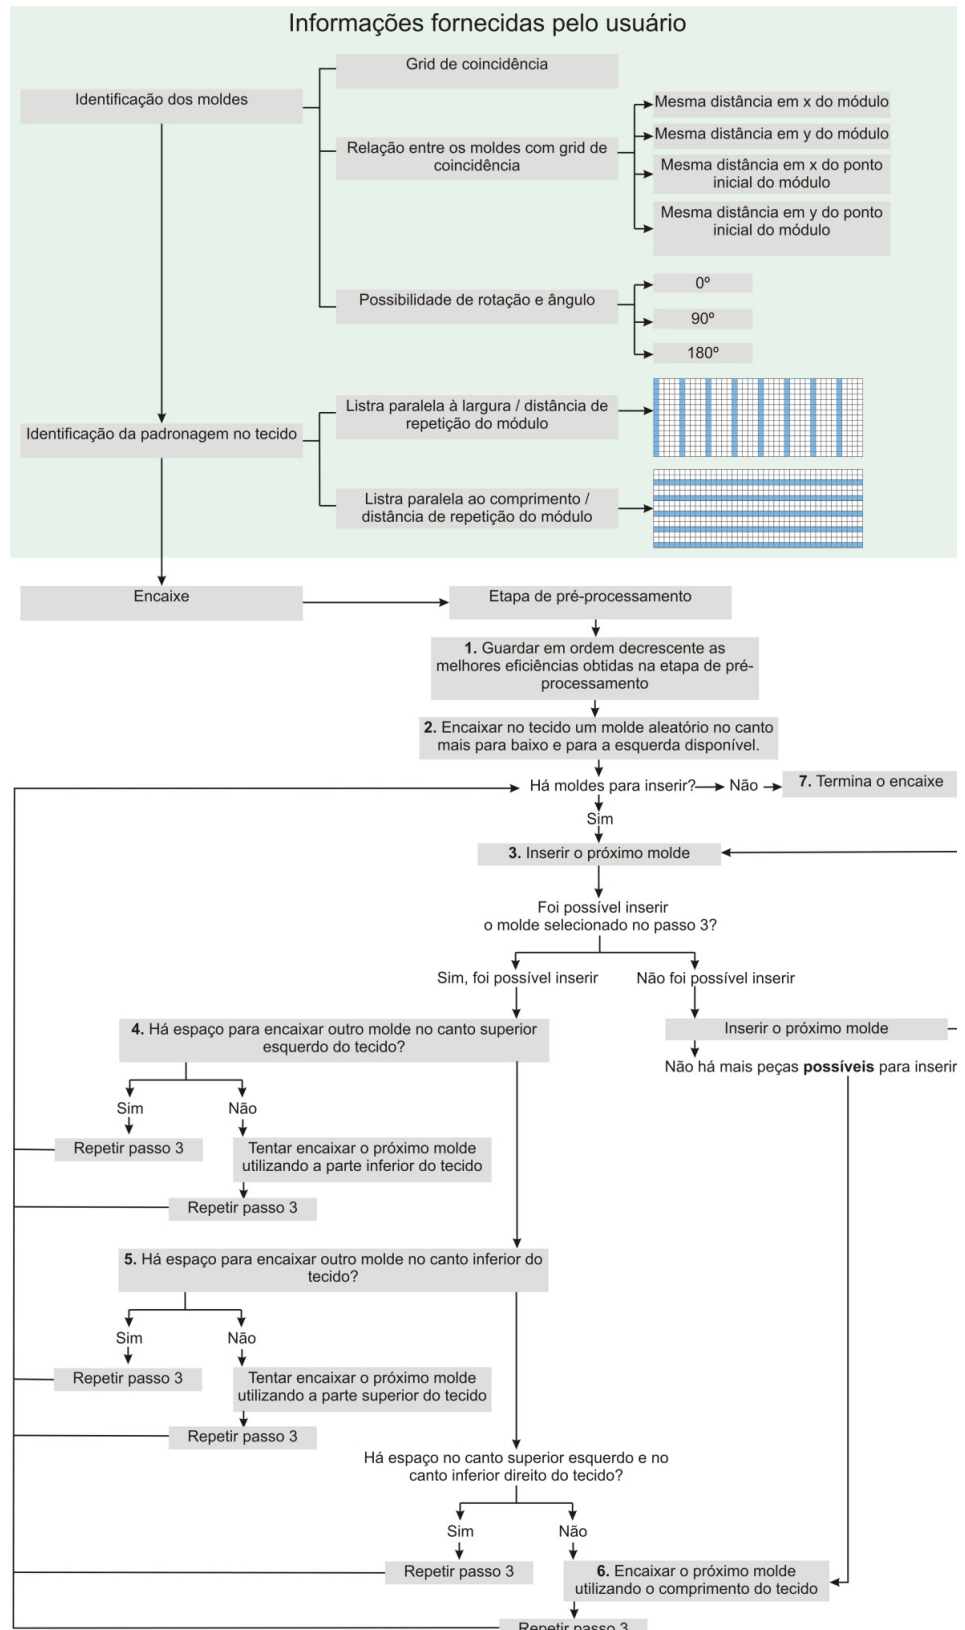 Informações fornecidas pelo usuário
Grid de coincidência
Identificação dos moldes
Mesma distância em x do módulo
Mesma distância em y do módulo
Relação entre os moldes com grid de
coincidência
Mesma distância em x do ponto
inicial do módulo
Mesma distância em y do ponto
inicial do módulo
Possibilidade de rotação e ângulo
0º
90º
180º
Identificação da padronagem no tecido
Listra paralela à largura / distância de
repetição do módulo
Listra paralela ao comprimento /
distância de repetição do módulo
Encaixe
Etapa de pré-processamento
1. Guardar em ordem decrescente as
melhores eficiências obtidas na etapa de pré-
processamento
2. Encaixar no tecido um molde aleatório no canto
mais para baixo e para a esquerda disponível.
Há moldes para inserir?
Não
7. Termina o encaixe
Sim
3. Inserir o próximo molde
Foi possível inserir
o molde selecionado no passo 3?
Sim, foi possível inserir
Não foi possível inserir
4. Há espaço para encaixar outro molde no canto superior
esquerdo do tecido?
Inserir o próximo molde
Não há mais peças possíveis para inserir
Sim
Não
Repetir passo 3
Tentar encaixar o próximo molde
utilizando a parte inferior do tecido
Repetir passo 3
5. Há espaço para encaixar outro molde no canto inferior do
tecido?
Sim
Não
Repetir passo 3
Tentar encaixar o próximo molde
utilizando a parte superior do tecido
Repetir passo 3
Há espaço no canto superior esquerdo e no
canto inferior direito do tecido?
Sim
Não
Repetir passo 3
6. Encaixar o próximo molde
utilizando o comprimento do tecido
Repetir passo 3